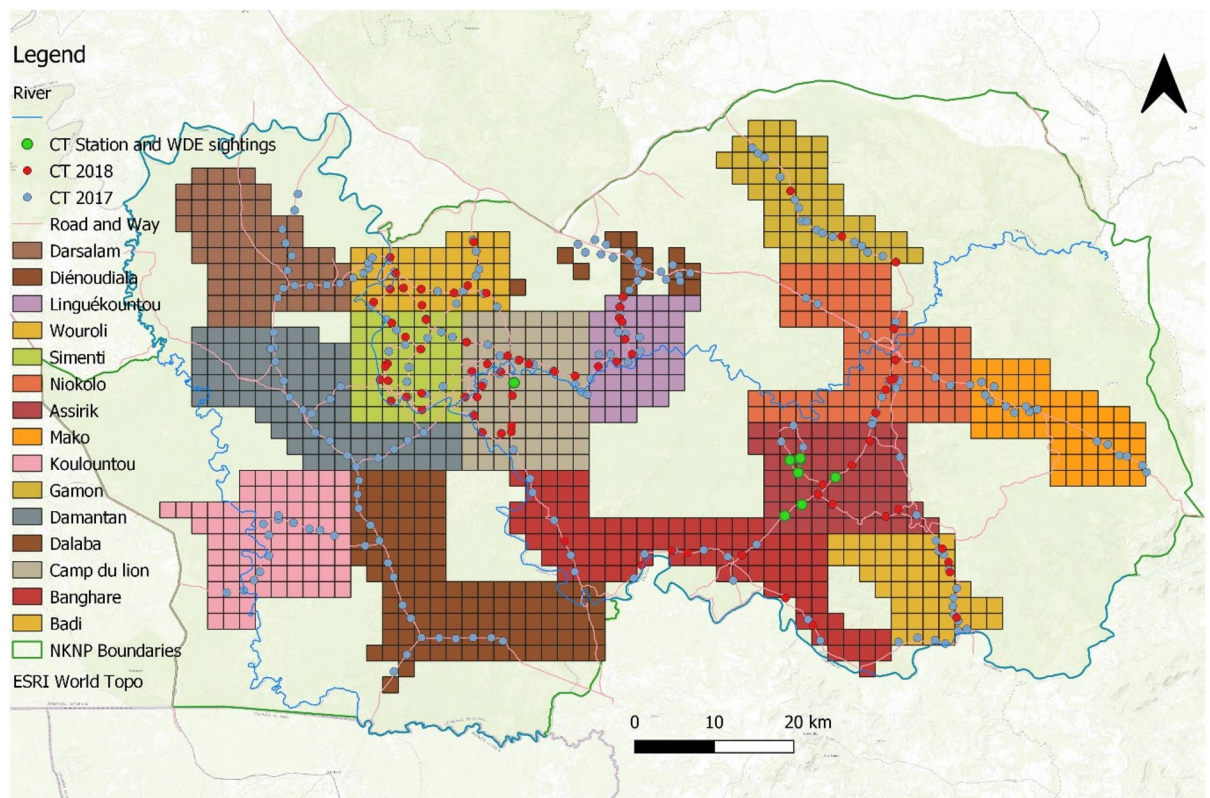 Legend
River
CT Station and WDE sightings
CT 2018
CT 2017
Road and Way
Darsalam
Diénoudiala
Linguékountou
Wouroli
Simenti
Niokolo
Assirik
Mako
Koulountou
Gamon
Damantan
Dalaba
Camp du lion
Banghare
Badi
NKNP Boundaries
ESRI World Topo
0 10 20 km